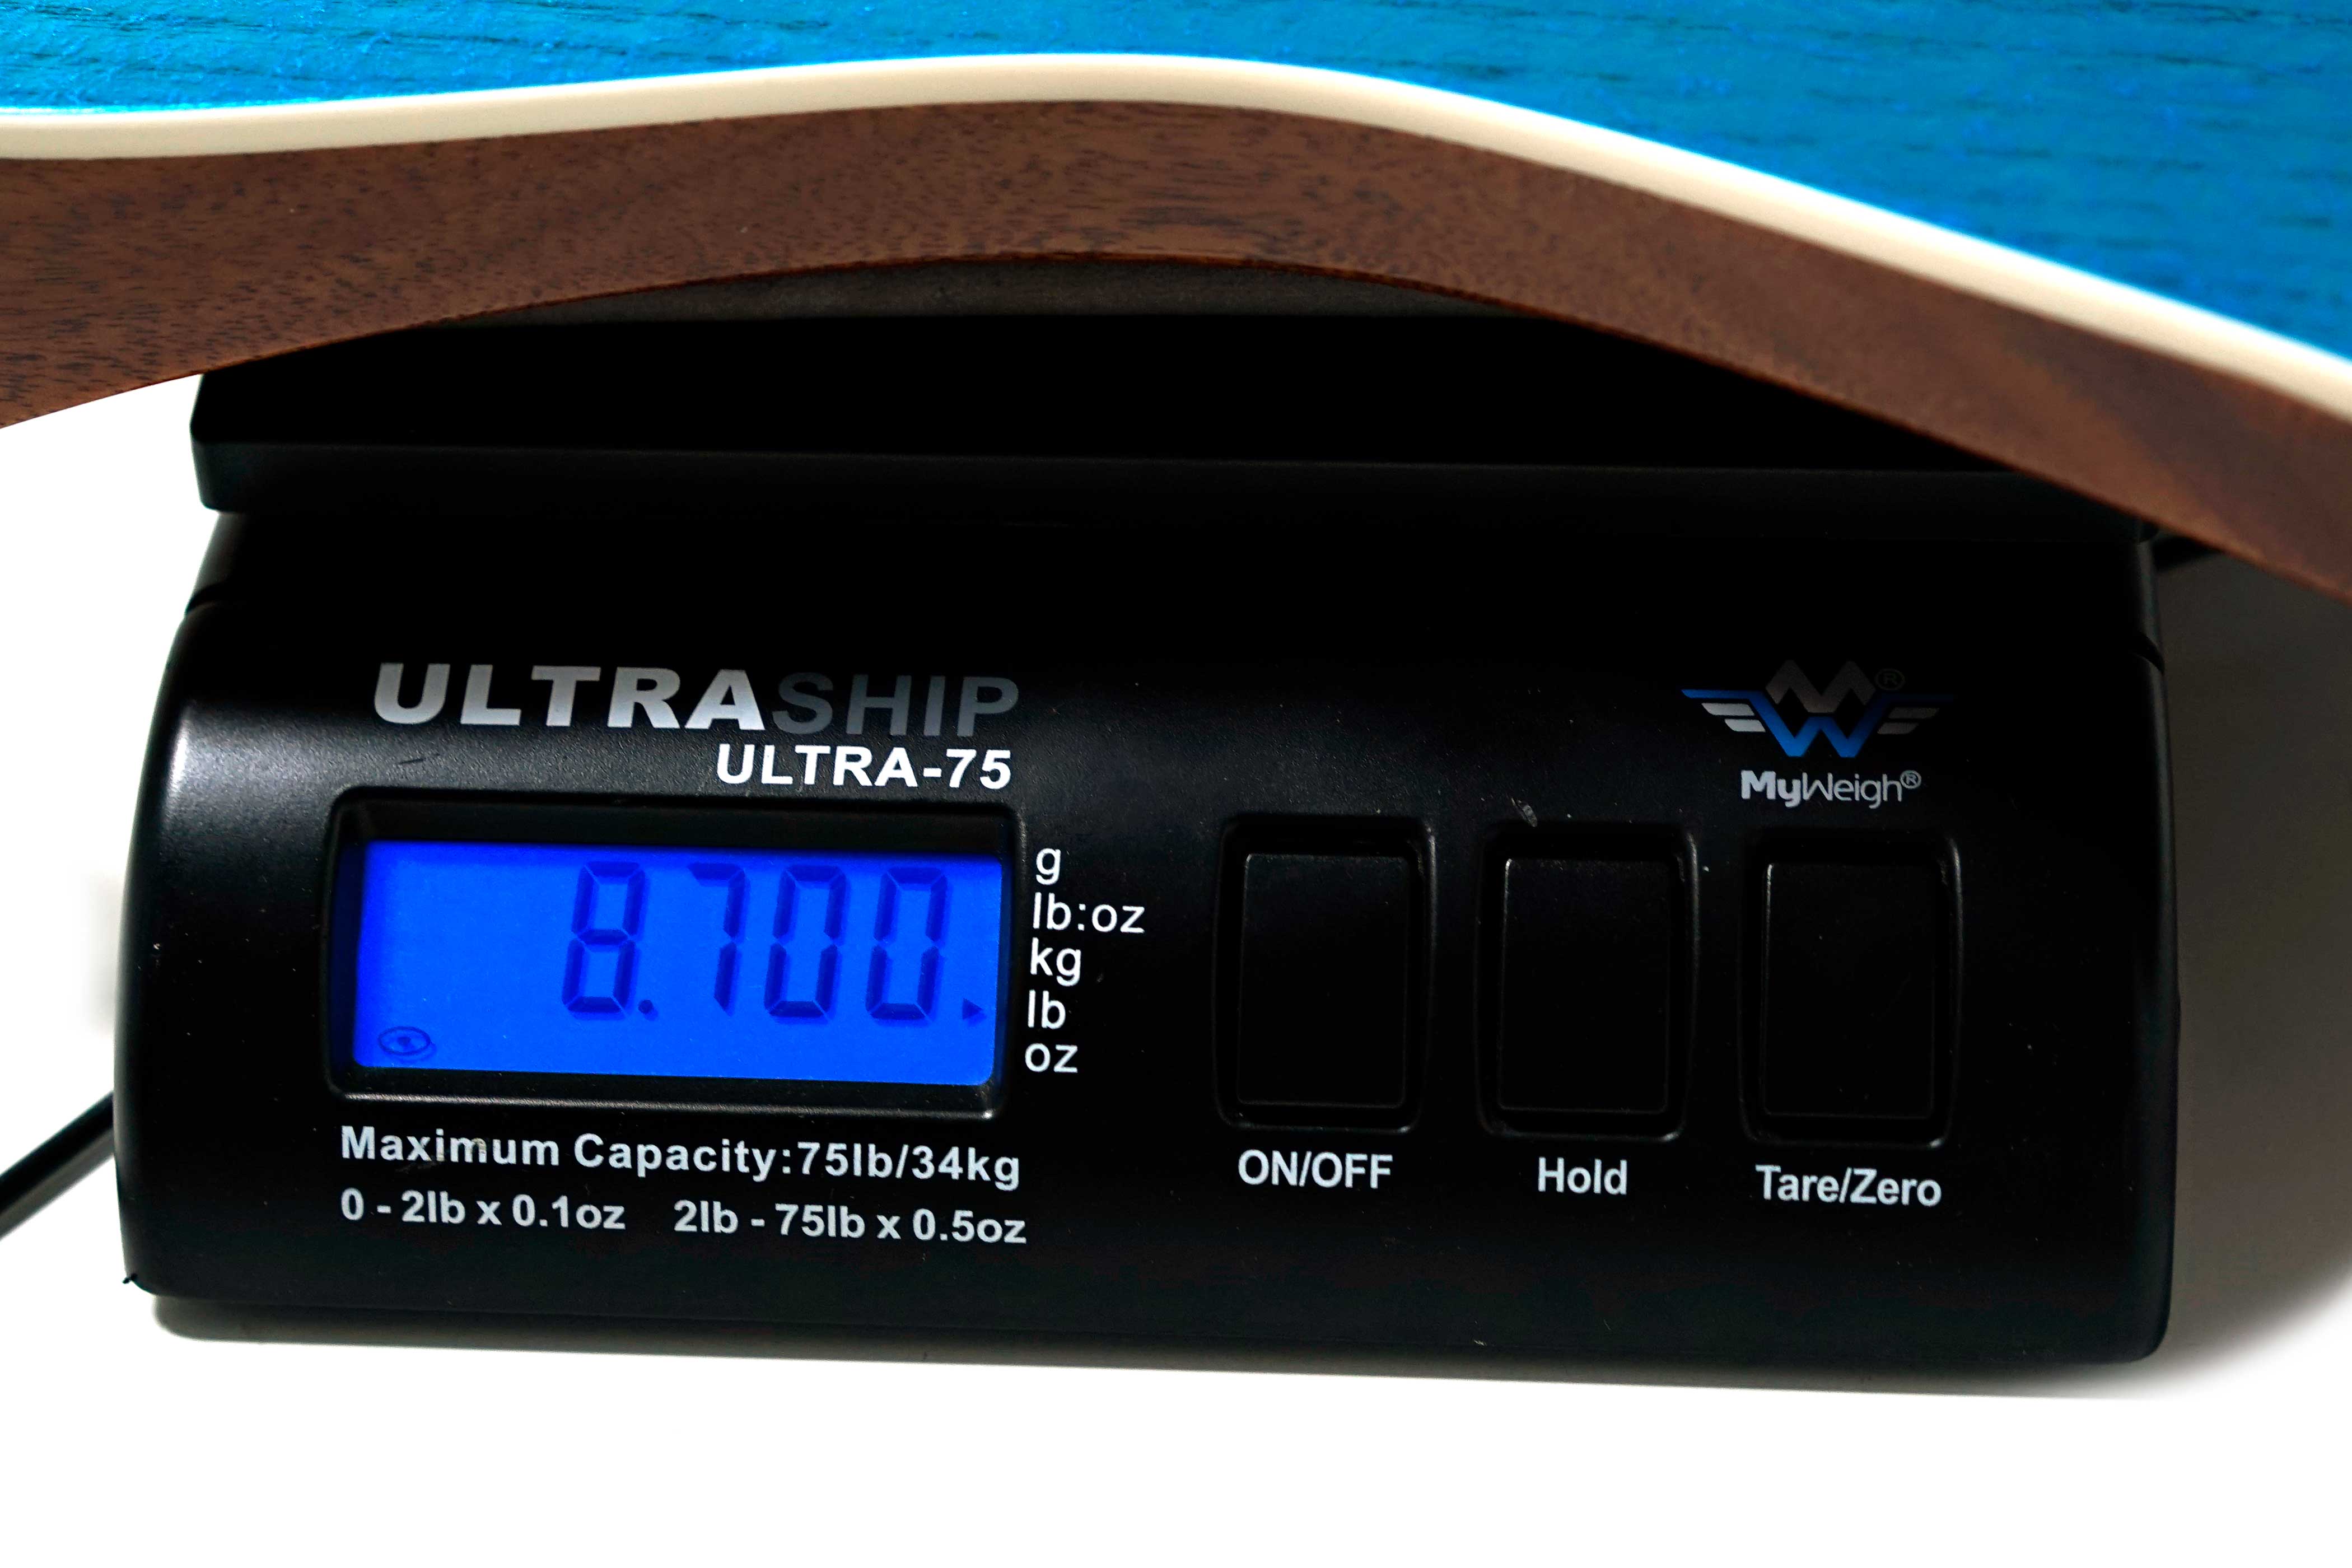 ULTRASHIP
ULTRA-75
®
MyWeigh®
8.700
g
lb:oz
kg
lb
oz
Maximum Capacity:75lb/34kg
0 - 2lb x 0.1oz 2lb - 75lb x 0.5oz
ON/OFF
Hold
Tare/Zero